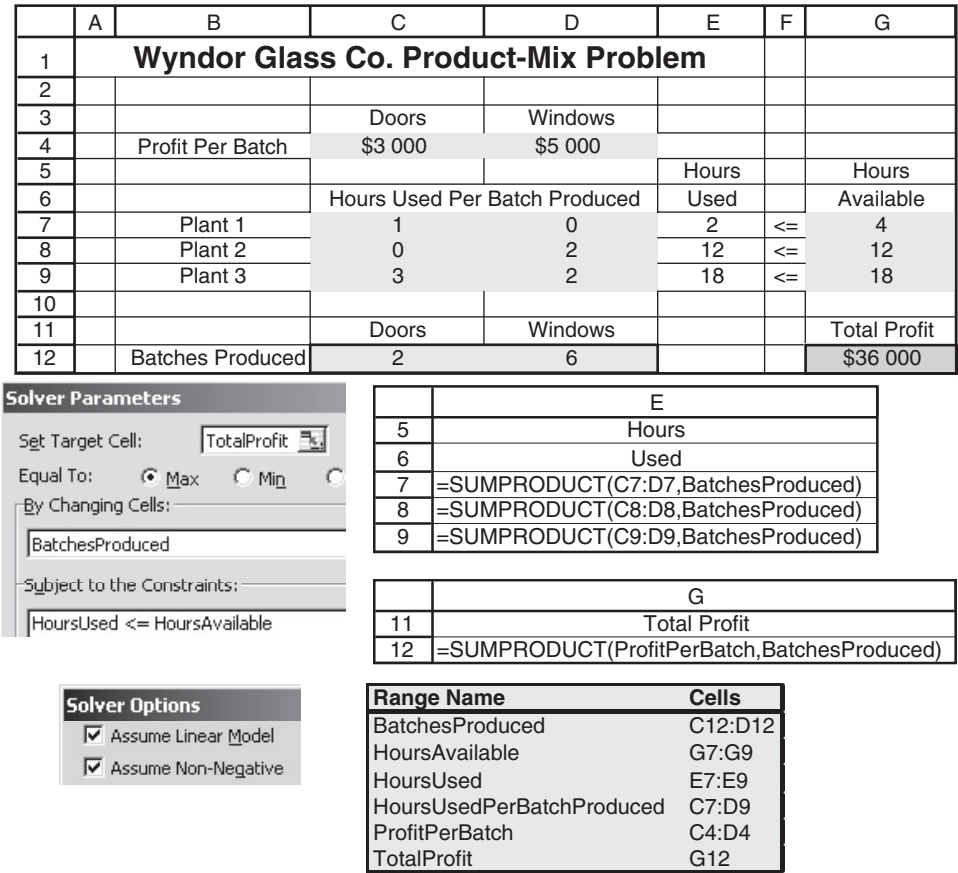 A B C D E F G
1 Wyndor Glass Co. Product-Mix Problem
2
3 Doors Windows
4 Profit Per Batch $3 000 $5 000
5 Hours Hours
6 Hours Used Per Batch Produced Used Available
7 Plant 1 1 0 2 <= 4
8 Plant 2 0 2 12 <= 12
9 Plant 3 3 2 18 <= 18
10
11 Doors Windows Total Profit
12 Batches Produced 2 6 $36 000
Solver Parameters
Set Target Cell: TotalProfit
Equal To: Max Min
By Changing Cells:
BatchesProduced
Subject to the Constraints:
HoursUsed <= HoursAvailable
E
5 Hours
6 Used
7 =SUMPRODUCT(C7:D7,BatchesProduced)
8 =SUMPRODUCT(C8:D8,BatchesProduced)
9 =SUMPRODUCT(C9:D9,BatchesProduced)
G
11 Total Profit
12 =SUMPRODUCT(ProfitPerBatch,BatchesProduced)
Solver Options
Assume Linear Model
Assume Non-Negative
Range Name Cells
BatchesProduced C12:D12
HoursAvailable G7:G9
HoursUsed E7:E9
HoursUsedPerBatchProduced C7:D9
ProfitPerBatch C4:D4
TotalProfit G12